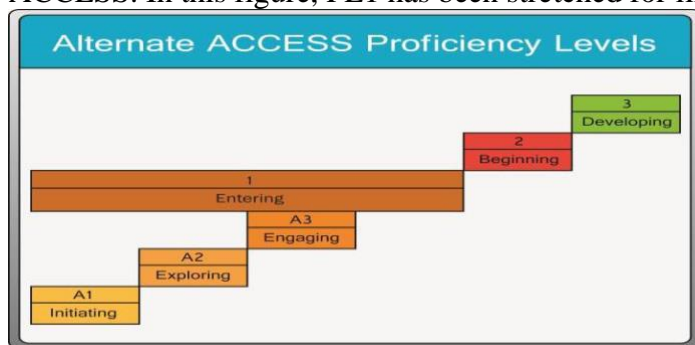 Alternate ACCESS Proficiency Levels
3
Developing
2
Beginning
1
Entering
A3
Engaging
A2
Exploring
A1
Initiating